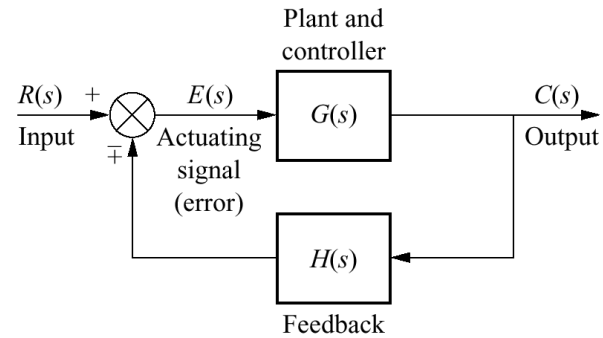 Plant and
controller
R(s) + E(s) G(s) C(s)
Input ∓ Actuating Output
signal
(error)
H(s)
Feedback